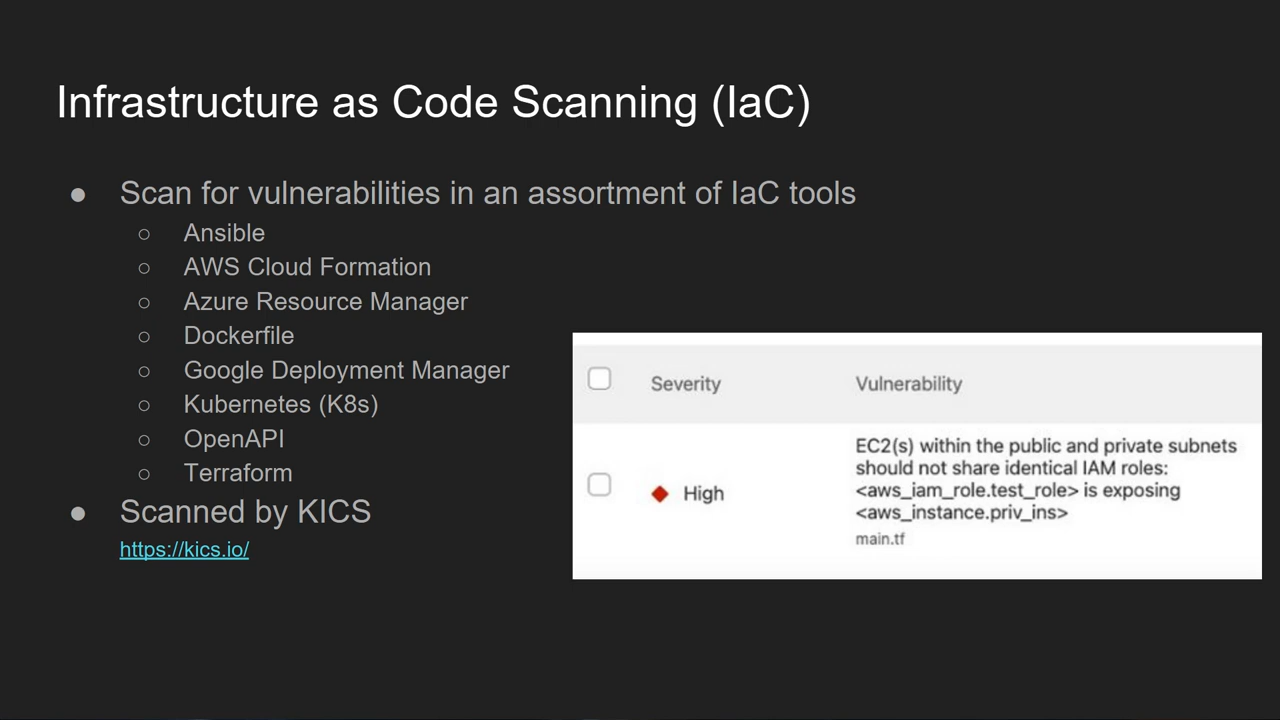 Infrastructure as Code Scanning (IaC)
● Scan for vulnerabilities in an assortment of IaC tools
○ Ansible
○ AWS Cloud Formation
○ Azure Resource Manager
○ Dockerfile
○ Google Deployment Manager
○ Kubernetes (K8s)
○ OpenAPI
○ Terraform
● Scanned by KICS
https://kics.io/
Severity Vulnerability
High
EC2(s) within the public and private subnets
should not share identical IAM roles:
<aws_iam_role.test_role> is exposing
<aws_instance.priv_ins>
main.tf